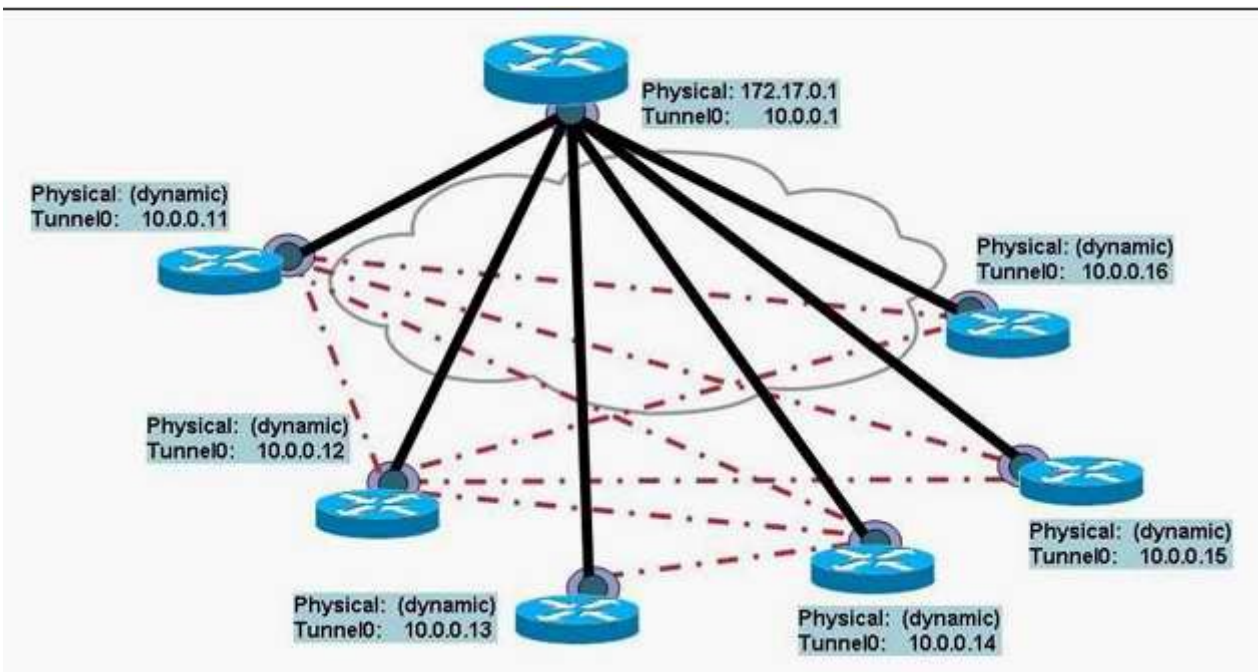 Physical: 172.17.0.1
Tunnel0: 10.0.0.1
Physical: (dynamic)
Tunnel0: 10.0.0.11
Physical: (dynamic)
Tunnel0: 10.0.0.16
Physical: (dynamic)
Tunnel0: 10.0.0.12
Physical: (dynamic)
Tunnel0: 10.0.0.15
Physical: (dynamic)
Tunnel0: 10.0.0.13
Physical: (dynamic)
Tunnel0: 10.0.0.14